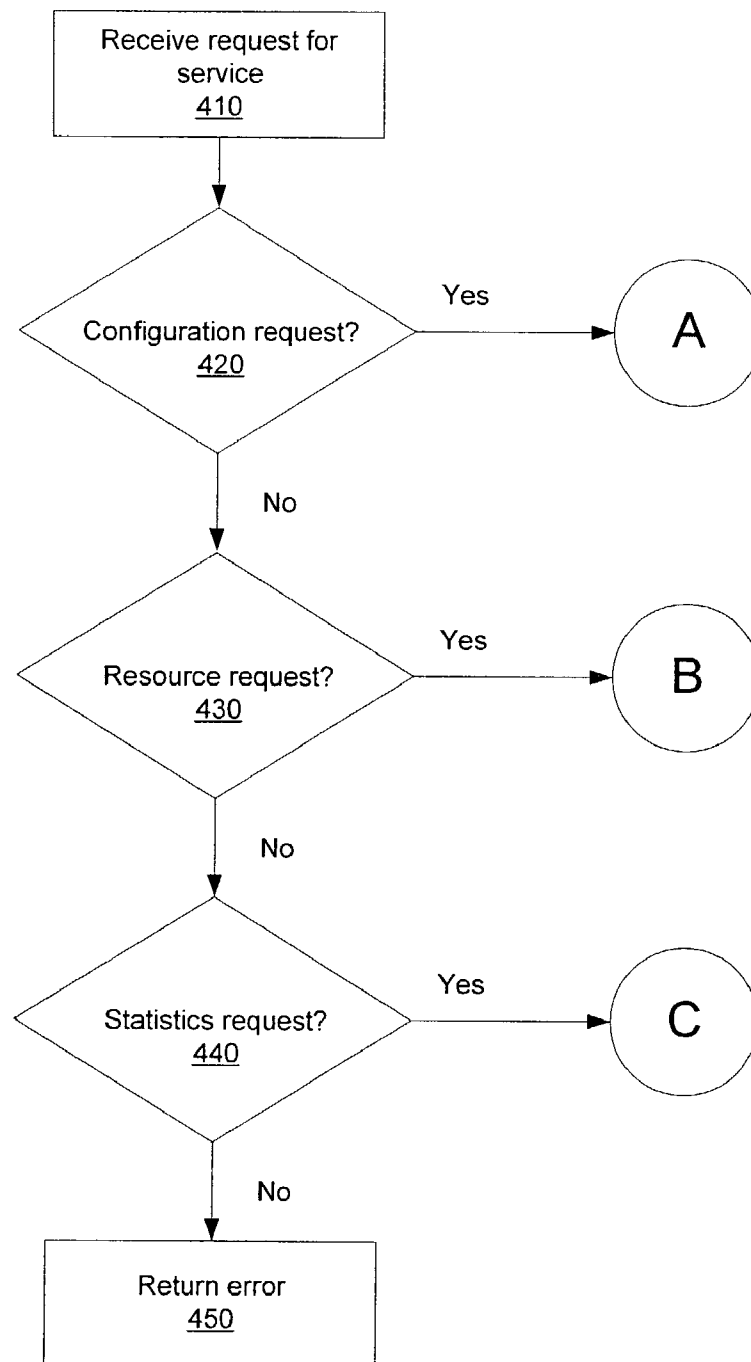 Receive request for
service
410
Yes
A
Configuration request?
420
No
Yes
B
Resource request?
430
No
Yes
C
Statistics request?
440
No
Return error
450